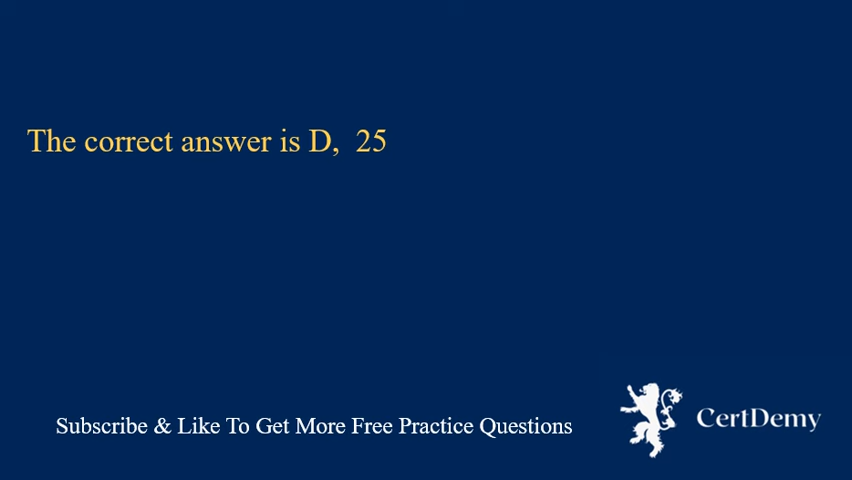 The correct answer is D,  25
Subscribe & Like To Get More Free Practice Questions
CertDemy